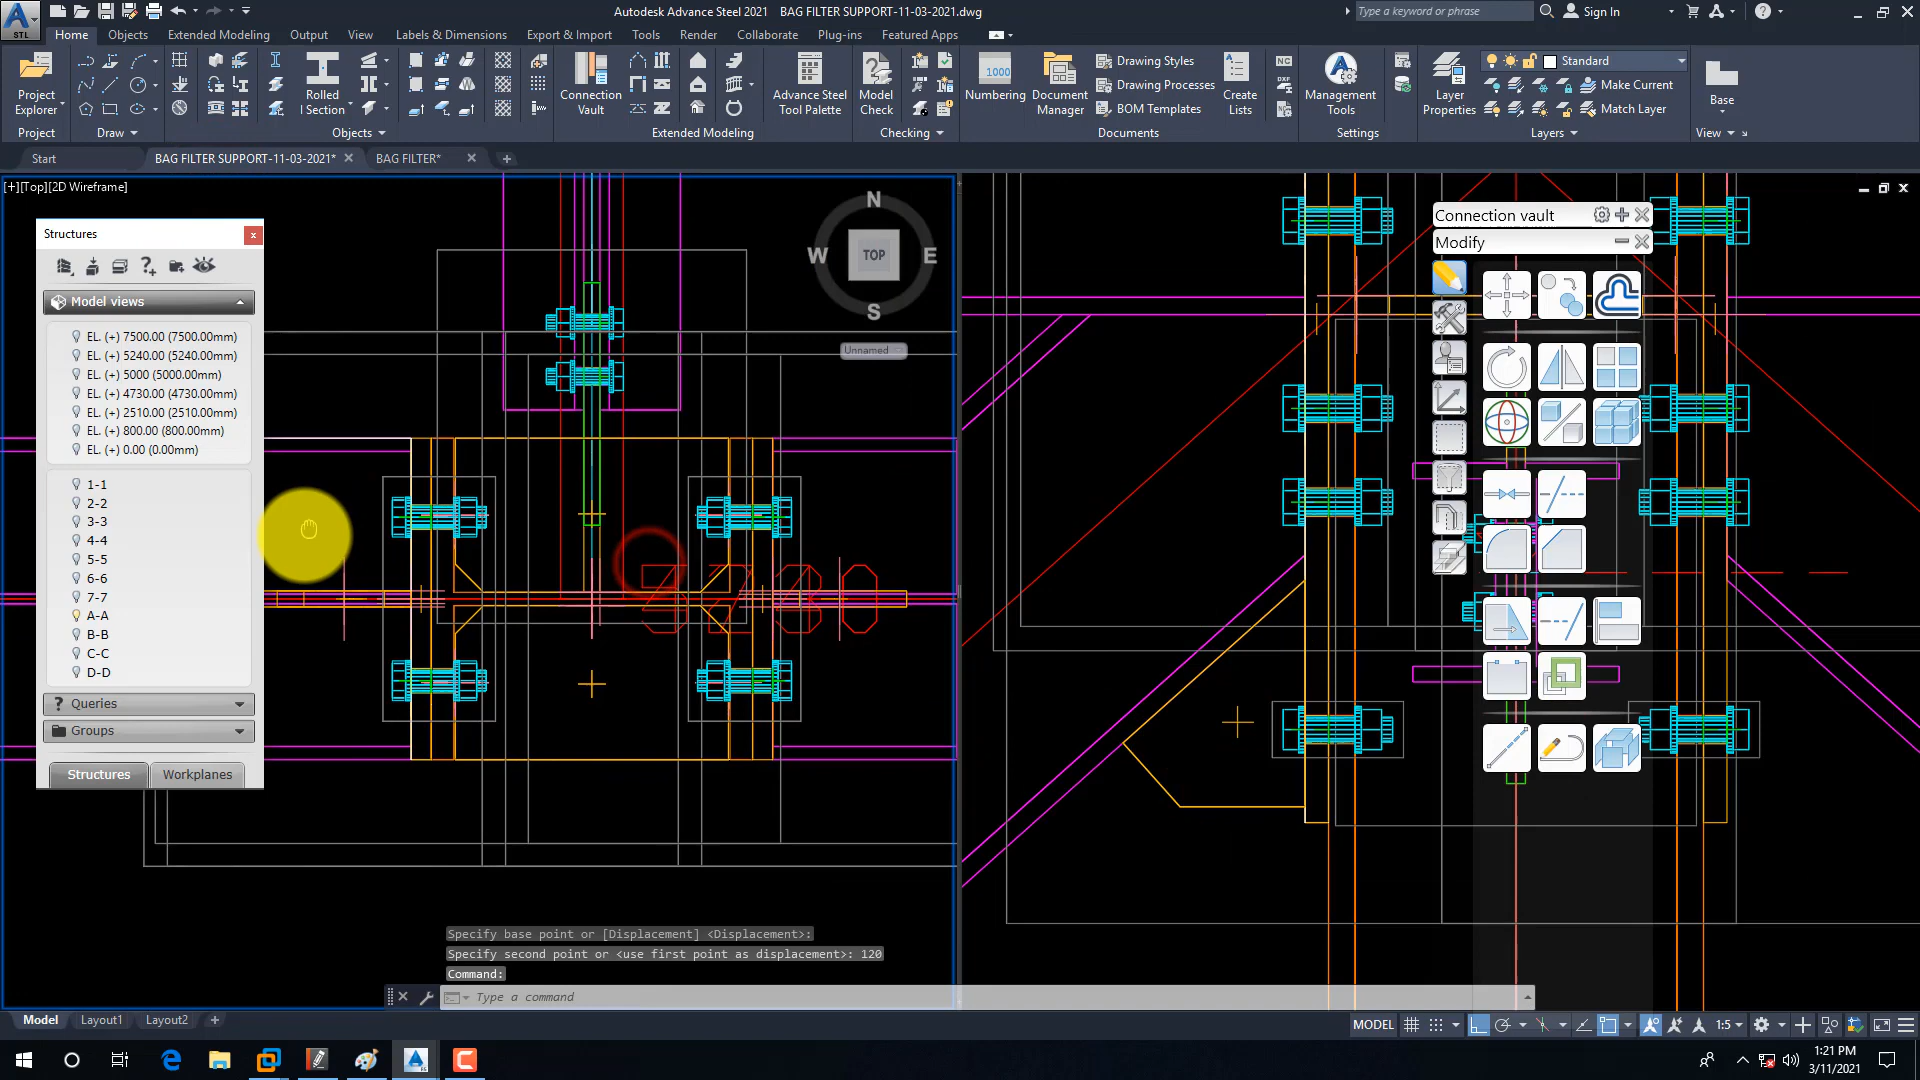 Autodesk Advance Steel 2021 BAG FILTER SUPPORT-11-03-2021.dwg
Type a keyword or phrase
Sign In
STL
Home
Objects
Extended Modeling
Output
View
Labels & Dimensions
Export & Import
Tools
Render
Collaborate
Plug-ins
Featured Apps
Project
Explorer
Rolled
I Section
Connection
Vault
Advance Steel
Tool Palette
Model
Check
1000
Numbering
Document
Manager
Drawing Styles
Drawing Processes
BOM Templates
Create
Lists
NC
DXF
Management
Tools
Layer
Properties
Standard
Make Current
Match Layer
Base
Project
Draw
Objects
Extended Modeling
Checking
Documents
Settings
Layers
View
Start
BAG FILTER SUPPORT-11-03-2021*
BAG FILTER*
[+][Top][2D Wireframe]
Structures
Model views
EL. (+) 7500.00 (7500.00mm)
EL. (+) 5240.00 (5240.00mm)
EL. (+) 5000 (5000.00mm)
EL. (+) 4730.00 (4730.00mm)
EL. (+) 2510.00 (2510.00mm)
EL. (+) 800.00 (800.00mm)
EL. (+) 0.00 (0.00mm)
1-1
2-2
3-3
4-4
5-5
6-6
7-7
A-A
B-B
C-C
D-D
Queries
Groups
Structures
Workplanes
N
W
TOP
E
S
Unnamed
Connection vault
Modify
Specify base point or [Displacement] <Displacement>:
Specify second point or <use first point as displacement>: 120
Command:
Type a command
Model
Layout1
Layout2
MODEL
1:5
1:21 PM
3/11/2021